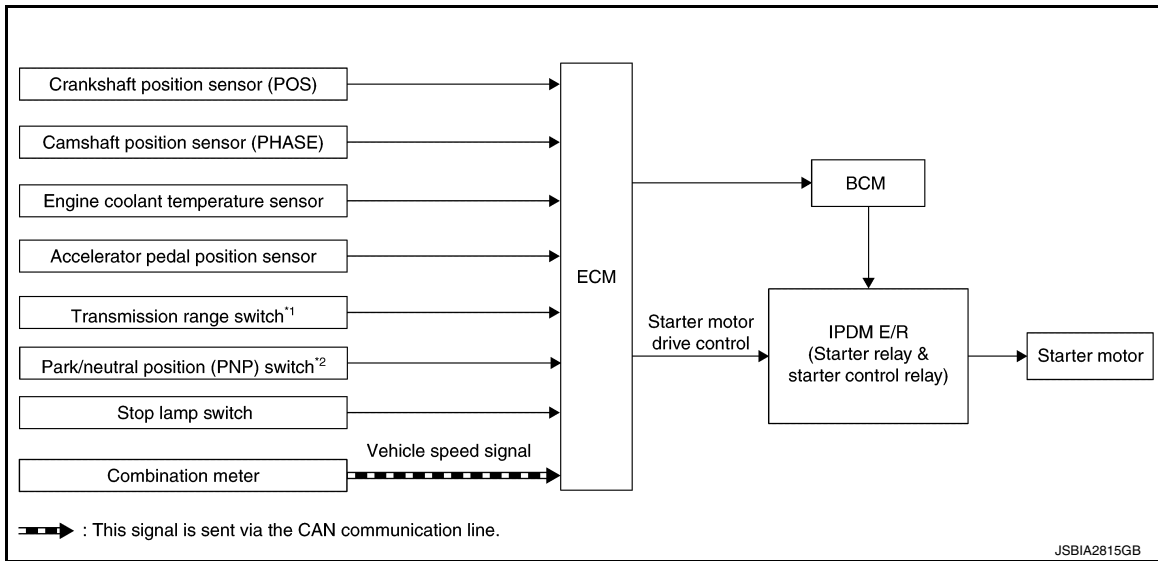 Crankshaft position sensor (POS)
Camshaft position sensor (PHASE)
Engine coolant temperature sensor
Accelerator pedal position sensor
Transmission range switch*1
Park/neutral position (PNP) switch*2
Stop lamp switch
Combination meter
Vehicle speed signal
ECM
BCM
Starter motor
drive control
IPDM E/R
(Starter relay &
starter control relay)
Starter motor
: This signal is sent via the CAN communication line.
JSBIA2815GB